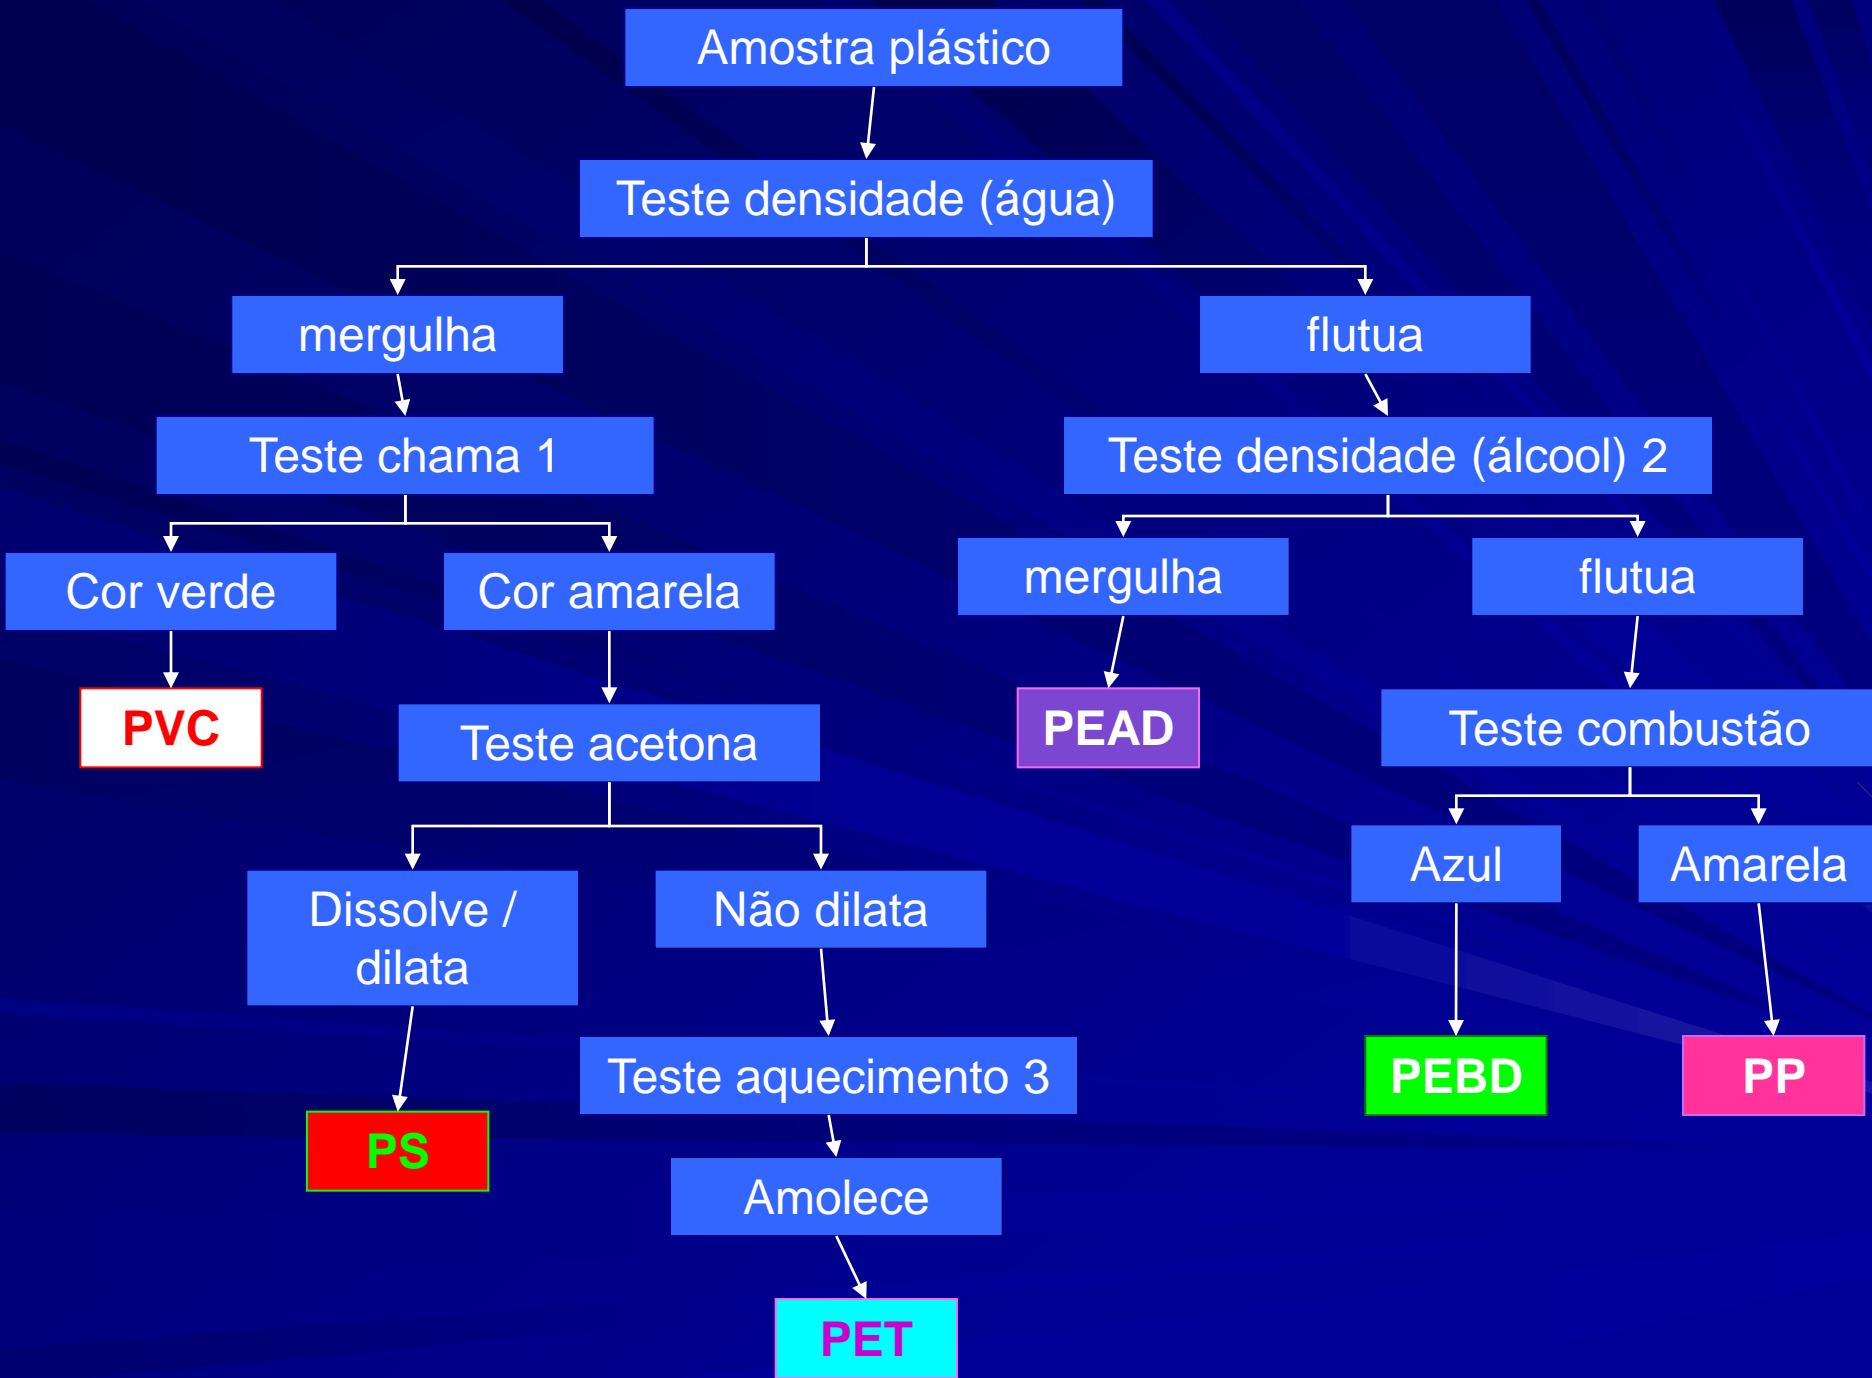 Amostra plástico
Teste densidade (água)
mergulha
flutua
Teste chama 1
Teste densidade (álcool) 2
Cor verde
Cor amarela
mergulha
flutua
PVC
Teste acetona
PEAD
Teste combustão
Dissolve /
dilata
Não dilata
Azul
Amarela
Teste aquecimento 3
PEBD
PP
PS
Amolece
PET